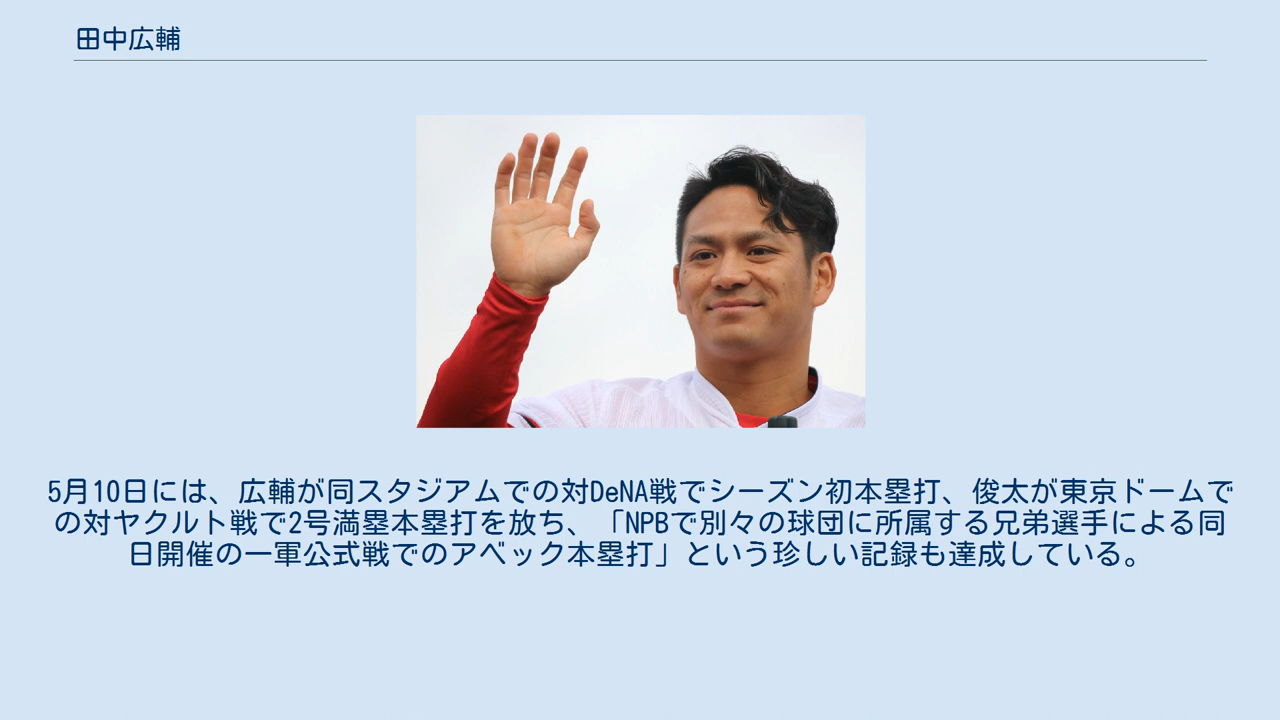 田中広輔
5月10日には、広輔が同スタジアムでの対DeNA戦でシーズン初本塁打、俊太が東京ドームで
の対ヤクルト戦で2号満塁本塁打を放ち、「NPBで別々の球団に所属する兄弟選手による同
日開催の一軍公式戦でのアベック本塁打」という珍しい記録も達成している。